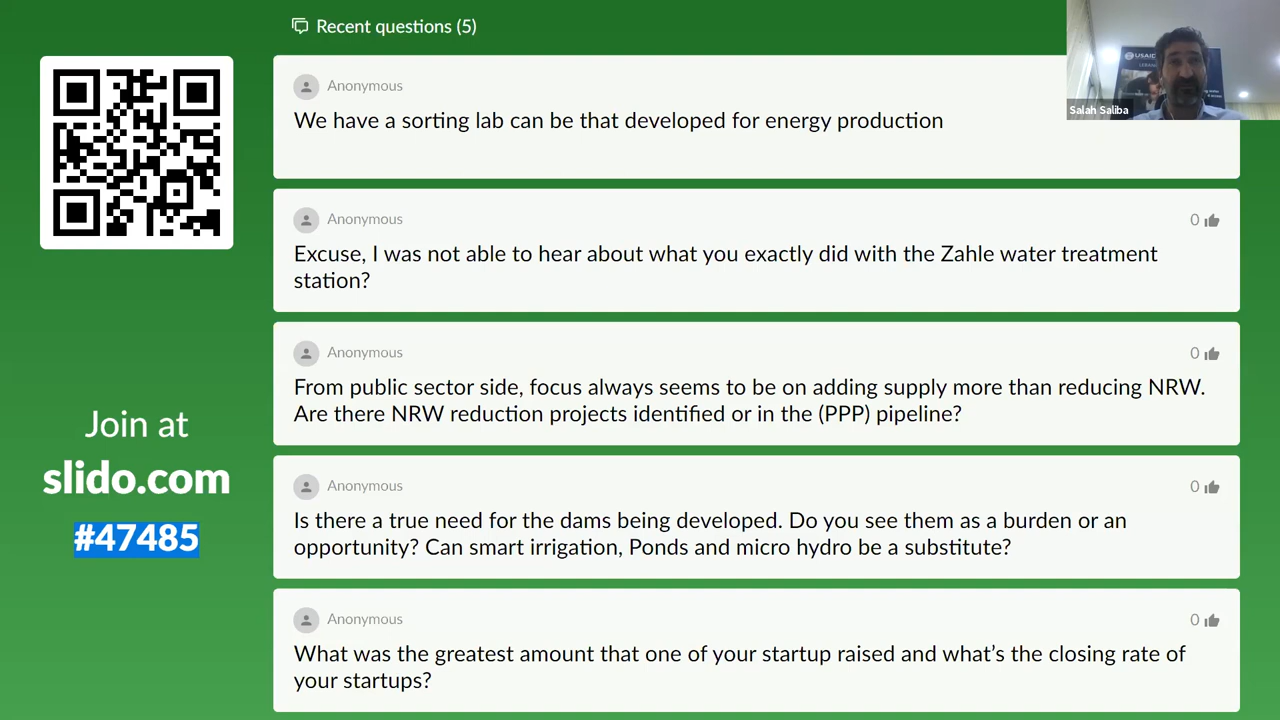 Recent questions (5)
Anonymous
We have a starting lab can be that developed for energy production
Anonymous
0
Excuse, I was not able to hear about what you exactly did with the Zahle water treatment
station?
Anonymous
0
From public sector side, focus always seems to be on adding supply more than reducing NRW.
Are there NRW reduction projects identified or in the (PPP) pipeline?
Anonymous
0
Is there a true need for the dams being developed. Do you see them as a burden or an
opportunity? Can smart irrigation, Ponds and micro hydro be a substitute?
Anonymous
0
What was the greatest amount that one of your startup raised and what's the closing rate of
your startups?
Join at
slido.com
#47485
USAID
Salah Saliba